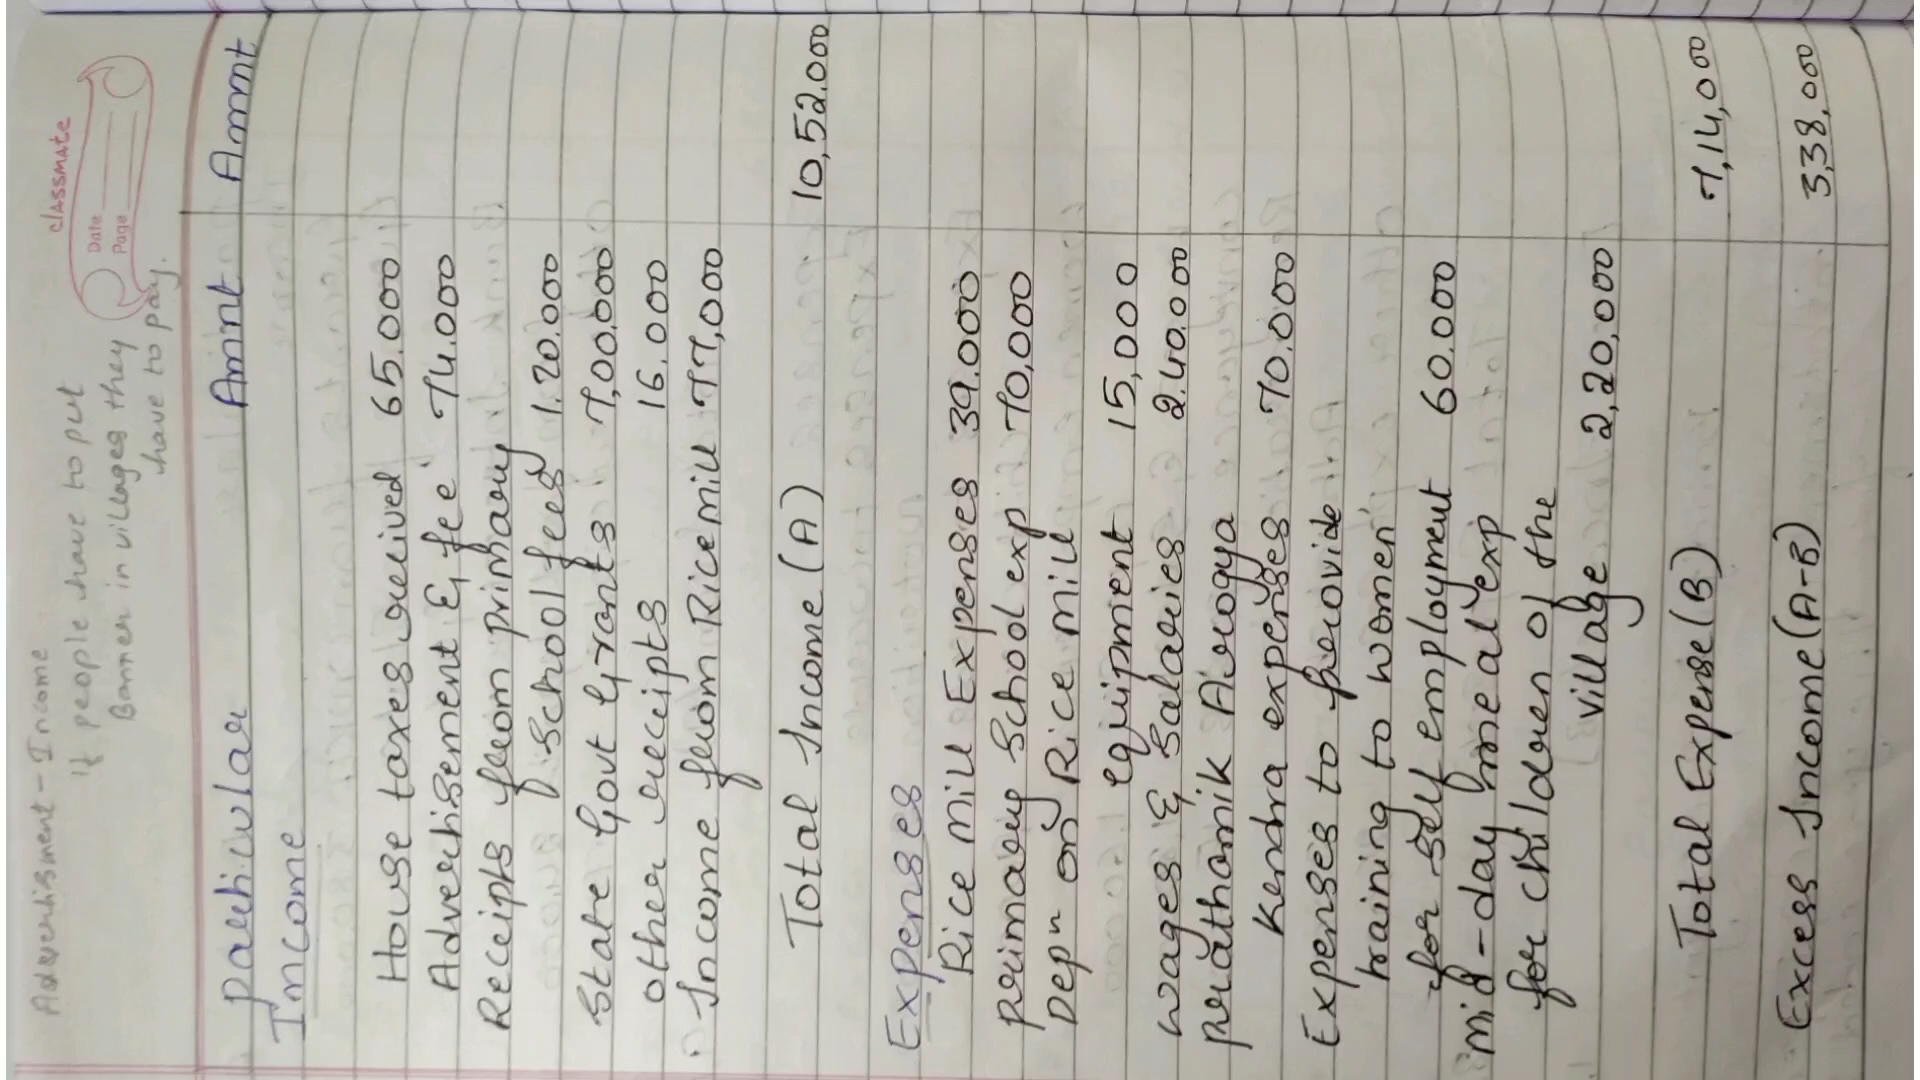 Advertisment - Income
If people have to put
Banner in villages they
have to pay.
classmate
Date
Page
particular Amnt Amnt
Income
House taxes received 65.000
Advertisement & fee 74.000
Receipts from primary
school fees 1.20.000
State Govt Grants 7,00.000
other receipts 16.000
Income from Rice mill 77,000
Total Income (A) 10,52.000
Expenses
Rice mill Expenses 39.000
primary School exp 70,000
Depn on Rice mill
equipment 15,000
wages & Salaries 2.40.000
prathomik Arogya
Kendra expenses 70.000
Expenses to provide
training to women
for self employment 60.000
mid-day meal exp
for children of the
village 2,20,000
Total Expense (B) 7,14,000
Excess Income (A-B) 3,38,000